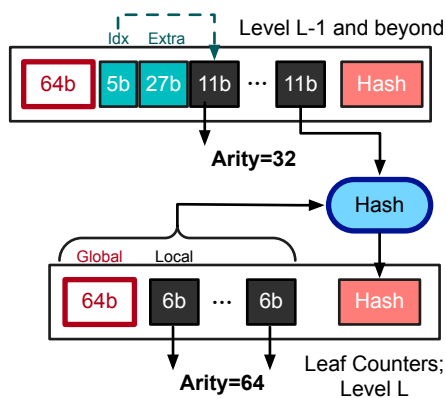 Level L-1 and beyond
Idx Extra
64b 5b 27b 11b ... 11b Hash
Arity=32
Hash
Global Local
64b 6b ... 6b Hash
Arity=64
Leaf Counters;
Level L